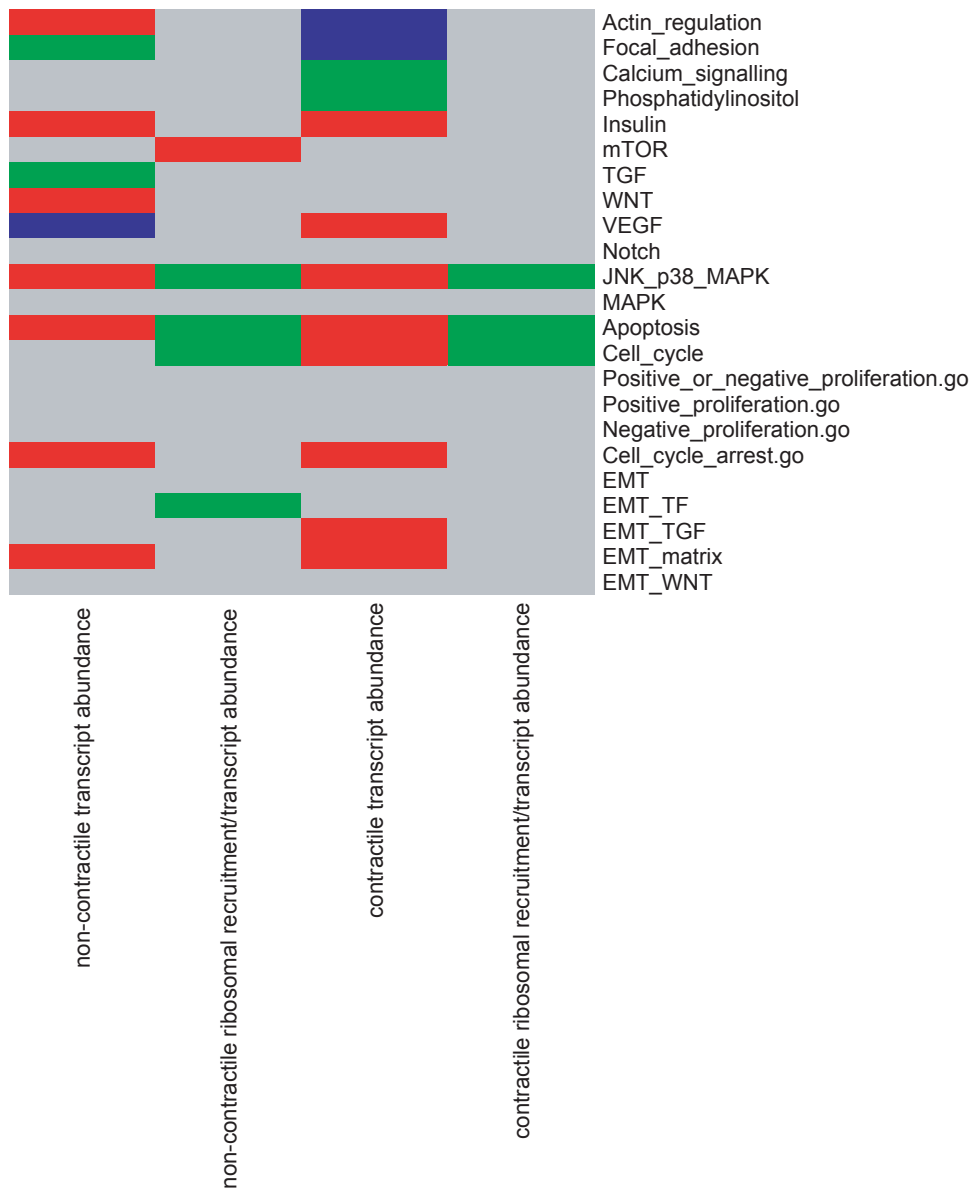 Actin_regulation
Focal_adhesion
Calcium_signalling
Phosphatidylinositol
Insulin
mTOR
TGF
WNT
VEGF
Notch
JNK_p38_MAPK
MAPK
Apoptosis
Cell_cycle
Positive_or_negative_proliferation.go
Positive_proliferation.go
Negative_proliferation.go
Cell_cycle_arrest.go
EMT
EMT_TF
EMT_TGF
EMT_matrix
EMT_WNT
non-contractile transcript abundance
non-contractile ribosomal recruitment/transcript abundance
contractile transcript abundance
contractile ribosomal recruitment/transcript abundance